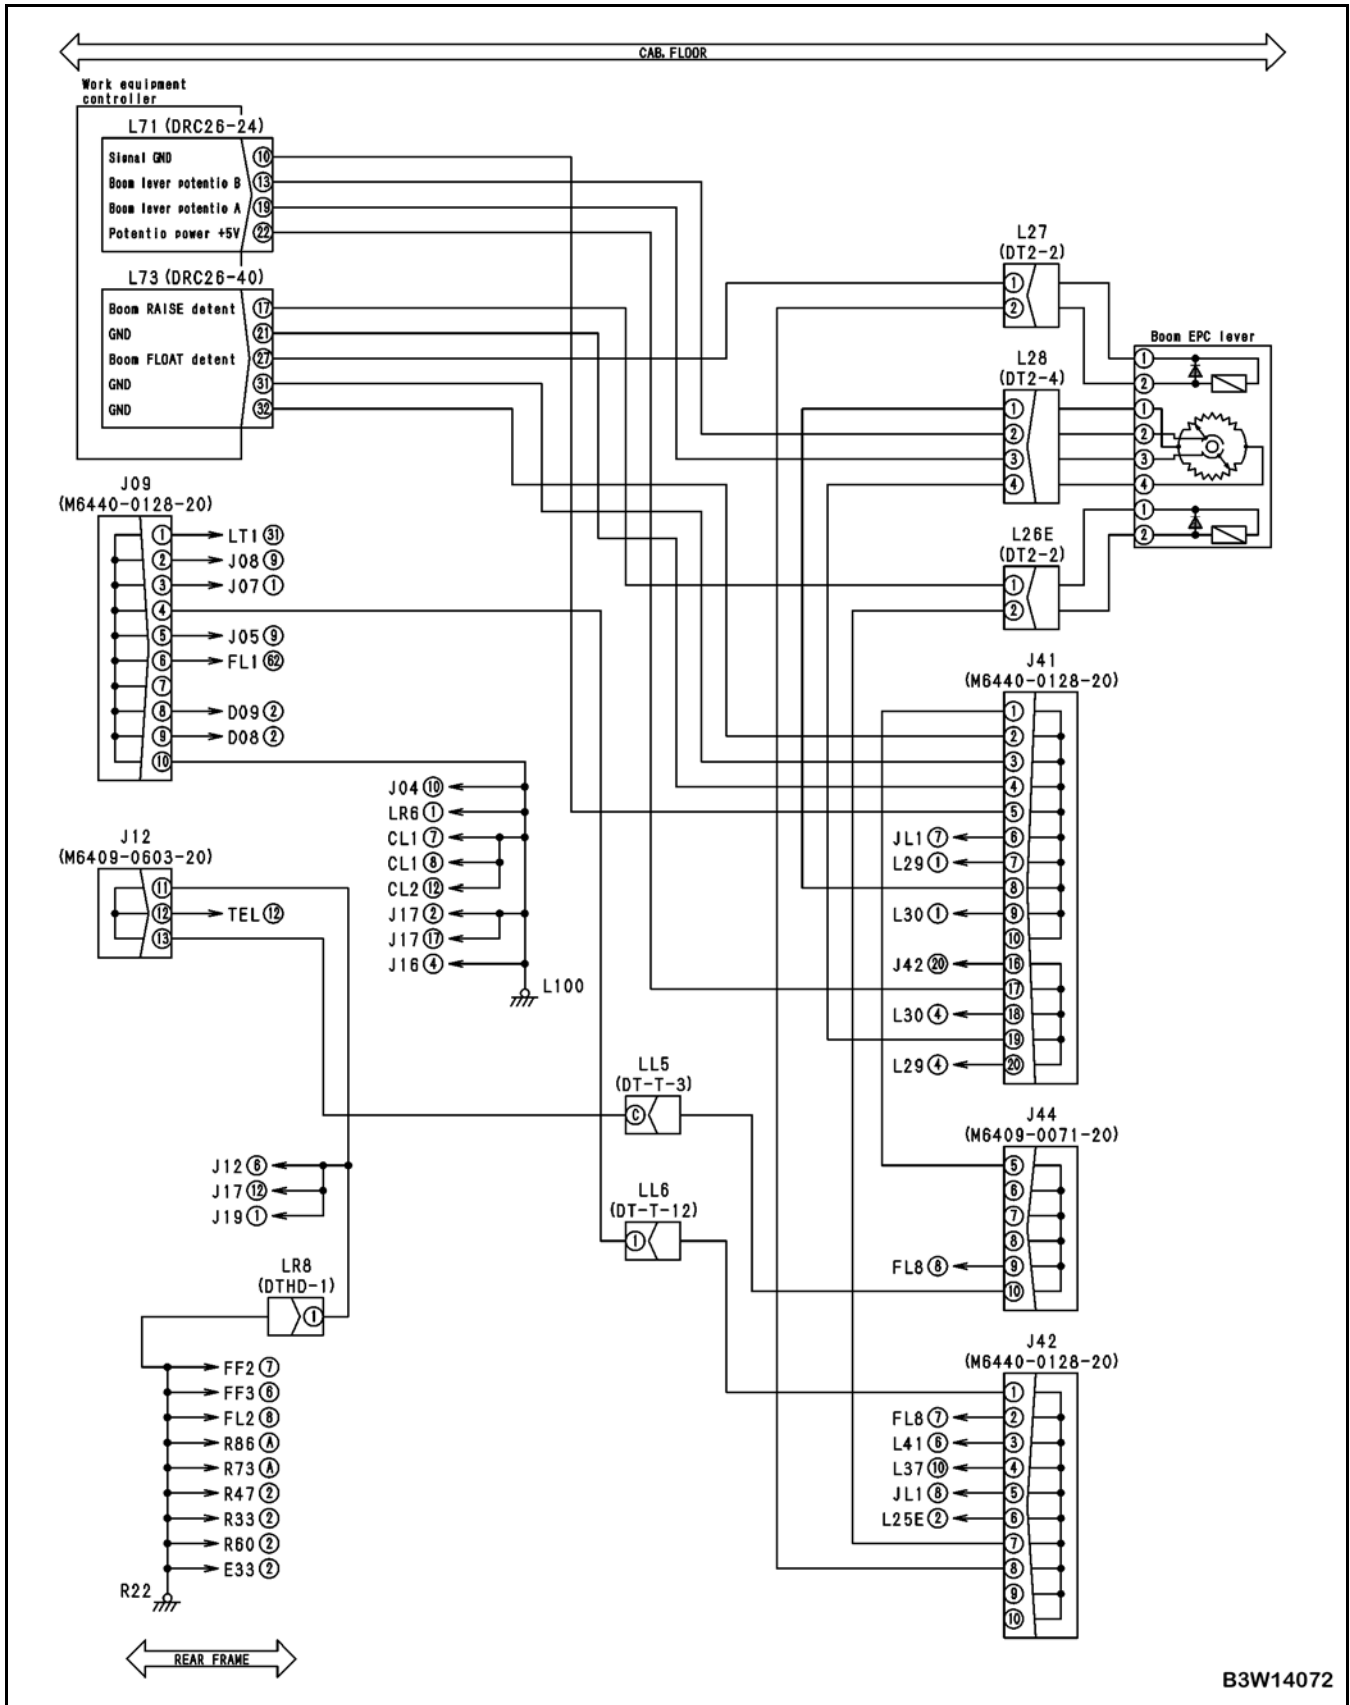 CAB. FLOOR
Work equipment
controller
L71 (DRC26-24)
Signal GND 10
Boom lever potentio B 13
Boom lever potentio A 19
Potentio power +5V 22
L73 (DRC26-40)
Boom RAISE detent 17
GND 21
Boom FLOAT detent 27
GND 31
GND 32
L27
(DT2-2)
1
2
L28
(DT2-4)
1
2
3
4
L26E
(DT2-2)
1
2
Boom EPC lever
1
2
1
2
3
4
1
2
J09
(M6440-0128-20)
1 LT1 31
2 J08 9
3 J07 1
4
5 J05 9
6 FL1 62
7
8 D09 2
9 D08 2
10
J04 10
LR6 1
CL1 7
CL1 8
CL2 12
J17 2
J17 17
J16 4
L100
J12
(M6409-0603-20)
11
12 TEL 12
13
J41
(M6440-0128-20)
1
2
3
4
5
JL1 7 6
L29 1 7
8
L30 1 9
10
J42 20 16
17
L30 4 18
19
L29 4 20
LL5
(DT-T-3)
C
LL6
(DT-T-12)
1
J44
(M6409-0071-20)
5
6
7
8
FL8 8 9
10
J12 6
J17 12
J19 1
LR8
(DTHD-1)
1
FF2 7
FF3 6
FL2 8
R86 A
R73 A
R47 2
R33 2
R60 2
E33 2
R22
REAR FRAME
J42
(M6440-0128-20)
1
FL8 7 2
L41 6 3
L37 10 4
JL1 8 5
L25E 2 6
7
8
9
10
B3W14072